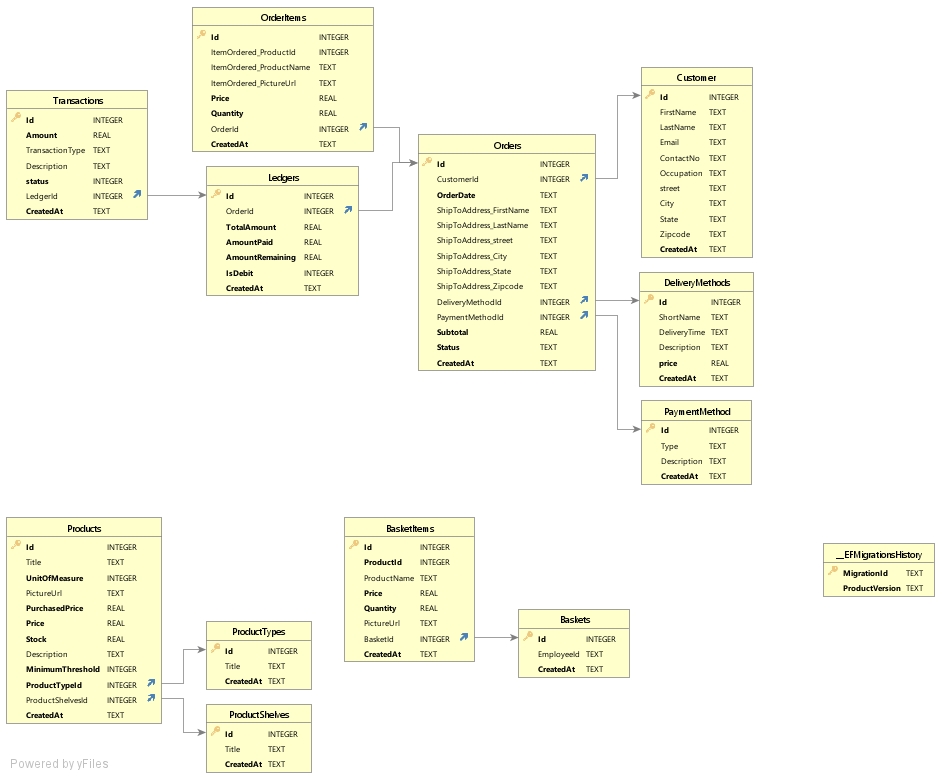 OrderItems
Id INTEGER
ItemOrdered_ProductId INTEGER
ItemOrdered_ProductName TEXT
ItemOrdered_PictureUrl TEXT
Price REAL
Quantity REAL
OrderId INTEGER
CreatedAt TEXT
Transactions
Id INTEGER
Amount REAL
TransactionType TEXT
Description TEXT
status INTEGER
LedgerId INTEGER
CreatedAt TEXT
Ledgers
Id INTEGER
OrderId INTEGER
TotalAmount REAL
AmountPaid REAL
AmountRemaining REAL
IsDebit INTEGER
CreatedAt TEXT
Orders
Id INTEGER
CustomerId INTEGER
OrderDate TEXT
ShipToAddress_FirstName TEXT
ShipToAddress_LastName TEXT
ShipToAddress_street TEXT
ShipToAddress_City TEXT
ShipToAddress_State TEXT
ShipToAddress_Zipcode TEXT
DeliveryMethodId INTEGER
PaymentMethodId INTEGER
Subtotal REAL
Status TEXT
CreatedAt TEXT
Customer
Id INTEGER
FirstName TEXT
LastName TEXT
Email TEXT
ContactNo TEXT
Occupation TEXT
street TEXT
City TEXT
State TEXT
Zipcode TEXT
CreatedAt TEXT
DeliveryMethods
Id INTEGER
ShortName TEXT
DeliveryTime TEXT
Description TEXT
price REAL
CreatedAt TEXT
PaymentMethod
Id INTEGER
Type TEXT
Description TEXT
CreatedAt TEXT
Products
Id INTEGER
Title TEXT
UnitOfMeasure INTEGER
PictureUrl TEXT
PurchasedPrice REAL
Price REAL
Stock REAL
Description TEXT
MinimumThreshold INTEGER
ProductTypeId INTEGER
ProductShelvesId INTEGER
CreatedAt TEXT
ProductTypes
Id INTEGER
Title TEXT
CreatedAt TEXT
ProductShelves
Id INTEGER
Title TEXT
CreatedAt TEXT
BasketItems
Id INTEGER
ProductId INTEGER
ProductName TEXT
Price REAL
Quantity REAL
PictureUrl TEXT
BasketId INTEGER
CreatedAt TEXT
Baskets
Id INTEGER
EmployeeId TEXT
CreatedAt TEXT
__EFMigrationsHistory
MigrationId TEXT
ProductVersion TEXT
Powered by yFiles